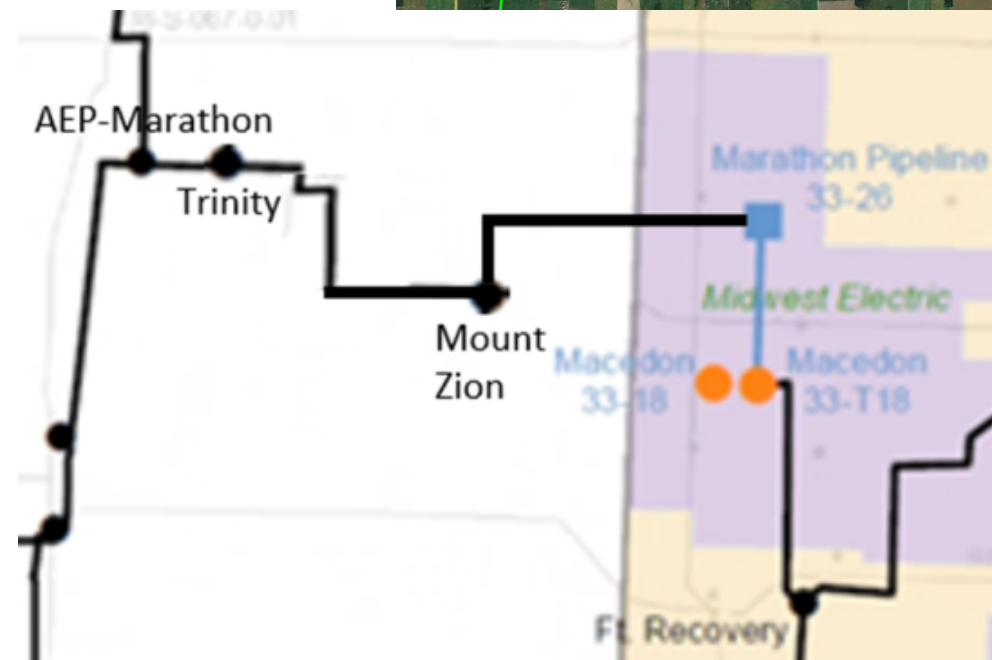 AEP-Marathon
Trinity
Marathon Pipeline
33-26
Midwest Electric
Mount
Zion
Macedon
33-18
Macedon
33-T18
Ft. Recovery